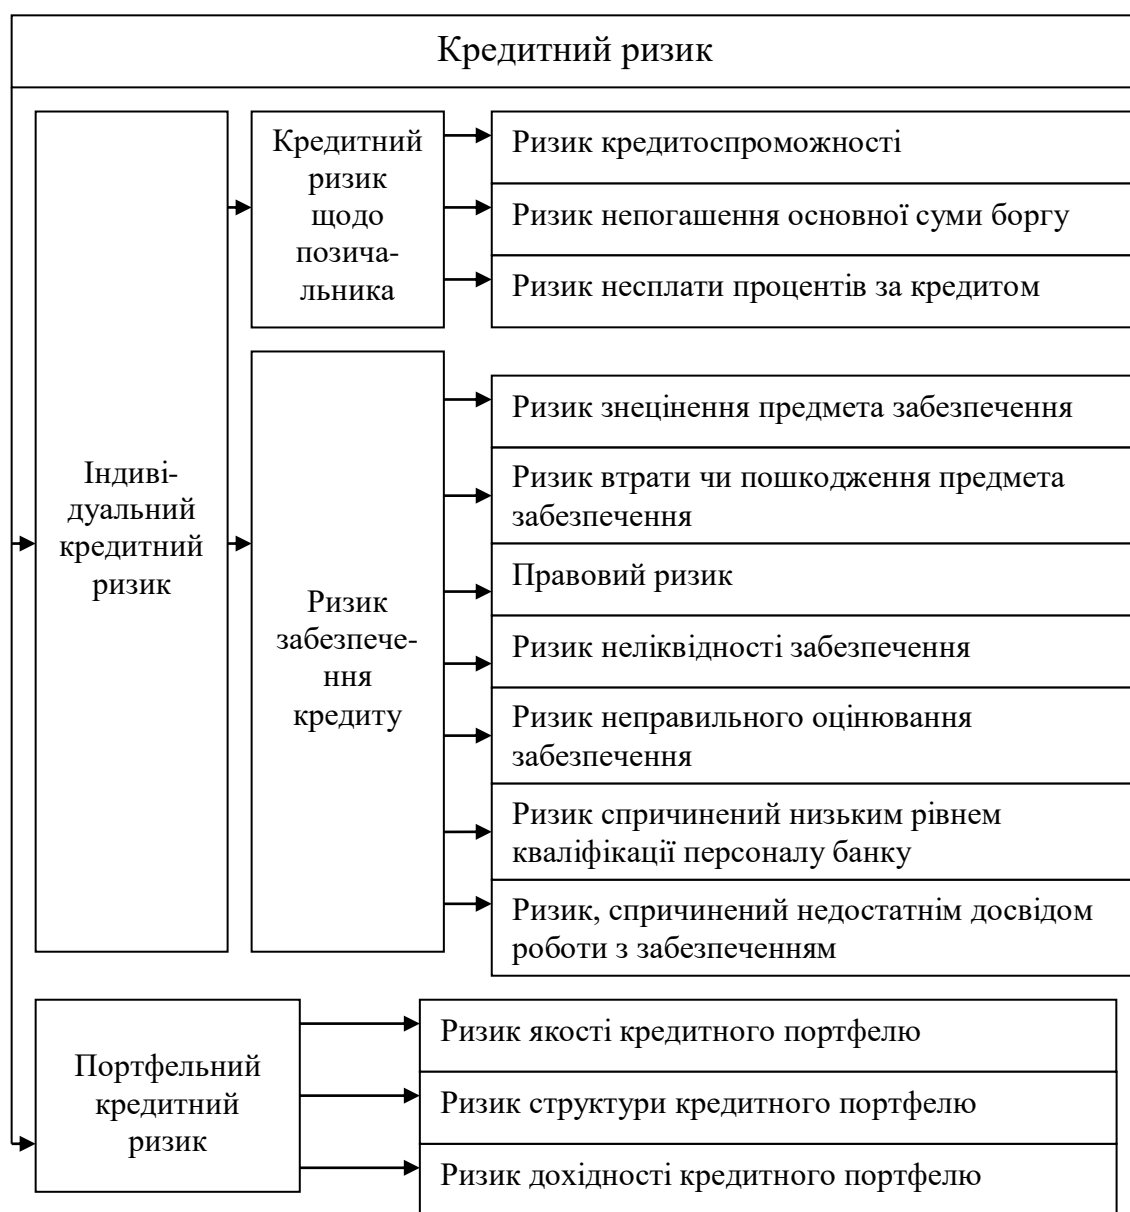 Кредитний ризик
Кредитний
ризик
щодо
позича-
льника
Ризик кредитоспроможності
Ризик непогашення основної суми боргу
Ризик несплати процентів за кредитом
Індиві-
дуальний
кредитний
ризик
Ризик
забезпече-
ння
кредиту
Ризик знецінення предмета забезпечення
Ризик втрати чи пошкодження предмета
забезпечення
Правовий ризик
Ризик неліквідності забезпечення
Ризик неправильного оцінювання
забезпечення
Ризик спричинений низьким рівнем
кваліфікації персоналу банку
Ризик, спричинений недостатнім досвідом
роботи з забезпеченням
Портфельний
кредитний
ризик
Ризик якості кредитного портфелю
Ризик структури кредитного портфелю
Ризик дохідності кредитного портфелю